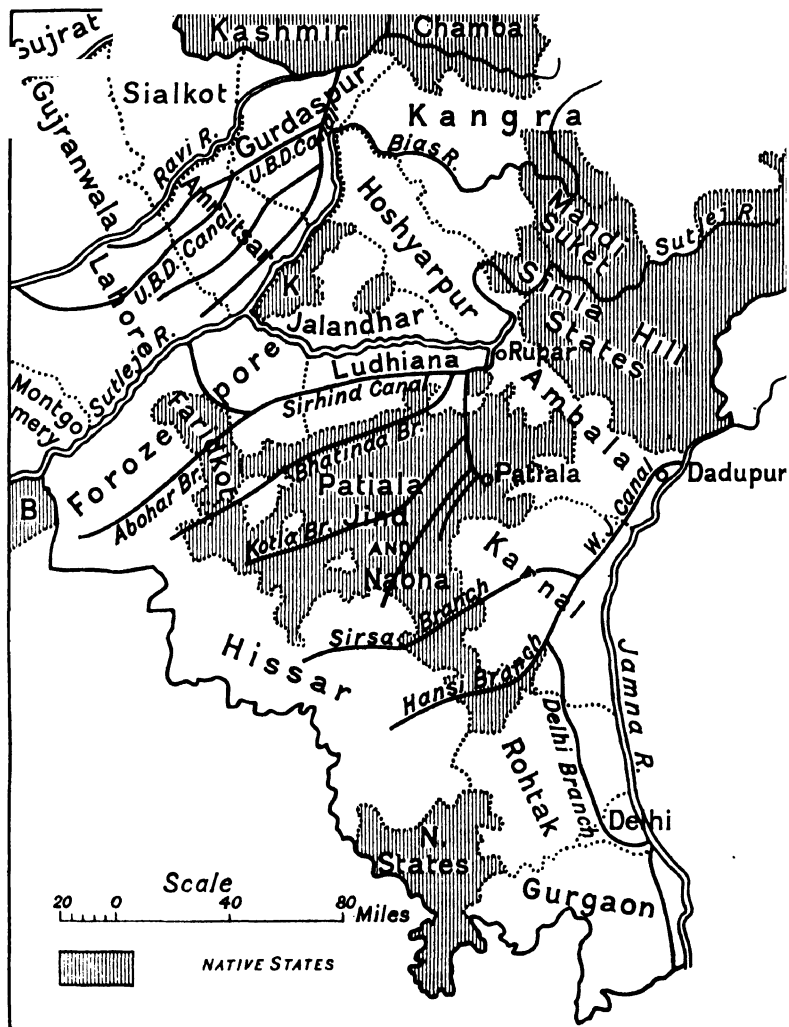 Gujrat
Kashmir
Chamba
Sialkot
Gujranwala
Gurdaspur
Kangra
Ravi R.
U.B.D. Canal
Bias R.
Amritsar
Hoshyarpur
Mandi
Suket
Sutlej R.
U.B.D. Canal
Lahore
K
Simla Hill
States
Jalandhar
Sutlej R.
Ludhiana
Rupar
Montgo
mery
Forozepore
Sirhind Canal
Ambala
Faridkot
Bhatinda Br.
Patiala
Jind
AND
Nabha
Patiala
Dadupur
B
Abohar Br.
Kotla Br.
W.J. Canal
Karnal
Sirsa Branch
Hissar
Hansi Branch
Jamna R.
Delhi Branch
Rohtak
Delhi
N.
States
Gurgaon
Scale
20 0 40 80 Miles
NATIVE STATES